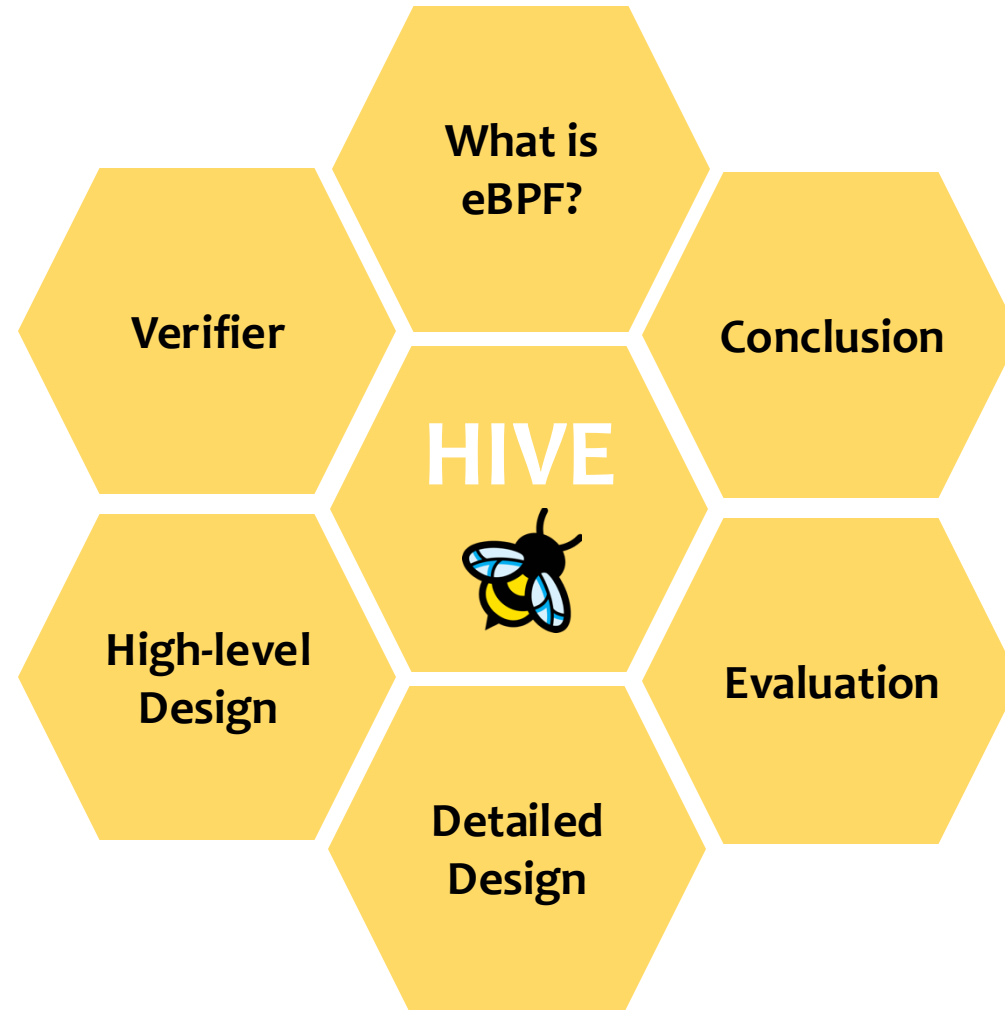 What is
eBPF?
Verifier
Conclusion
HIVE
High-level
Design
Evaluation
Detailed
Design